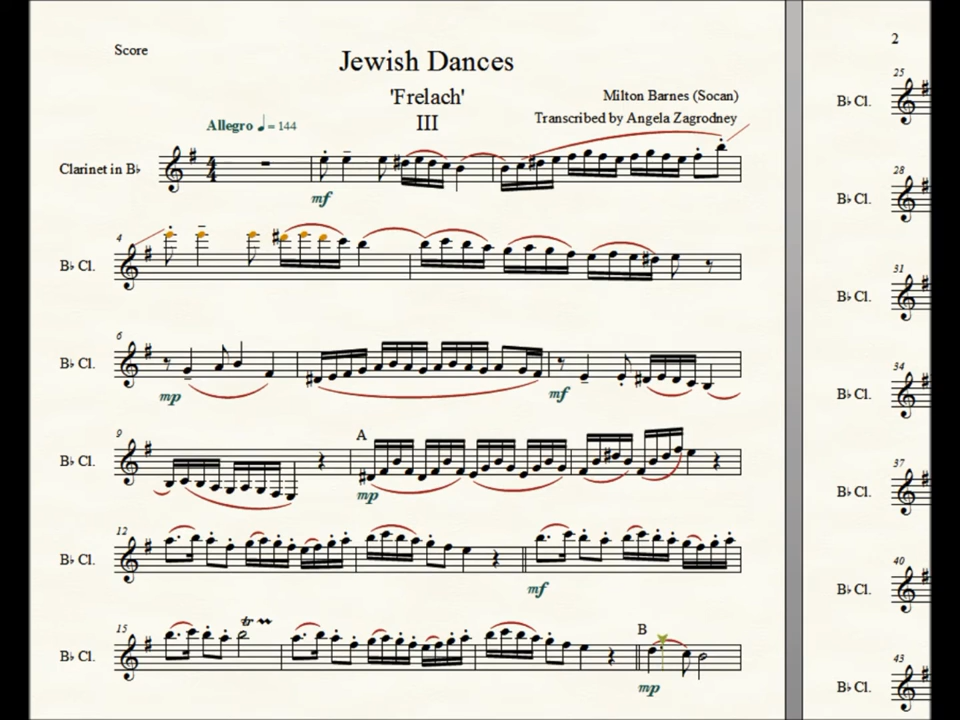 Score
Jewish Dances
'Frelach'
III
Milton Barnes (Socan)
Transcribed by Angela Zagrodney
Allegro ♩ = 144
Clarinet in B♭
4/4
mf
4
B♭ Cl.
6
B♭ Cl.
mp
mf
9
B♭ Cl.
A
mp
12
B♭ Cl.
mf
15
B♭ Cl.
tr
B
mp
2
25
B♭ Cl.
28
B♭ Cl.
31
B♭ Cl.
34
B♭ Cl.
37
B♭ Cl.
40
B♭ Cl.
43
B♭ Cl.